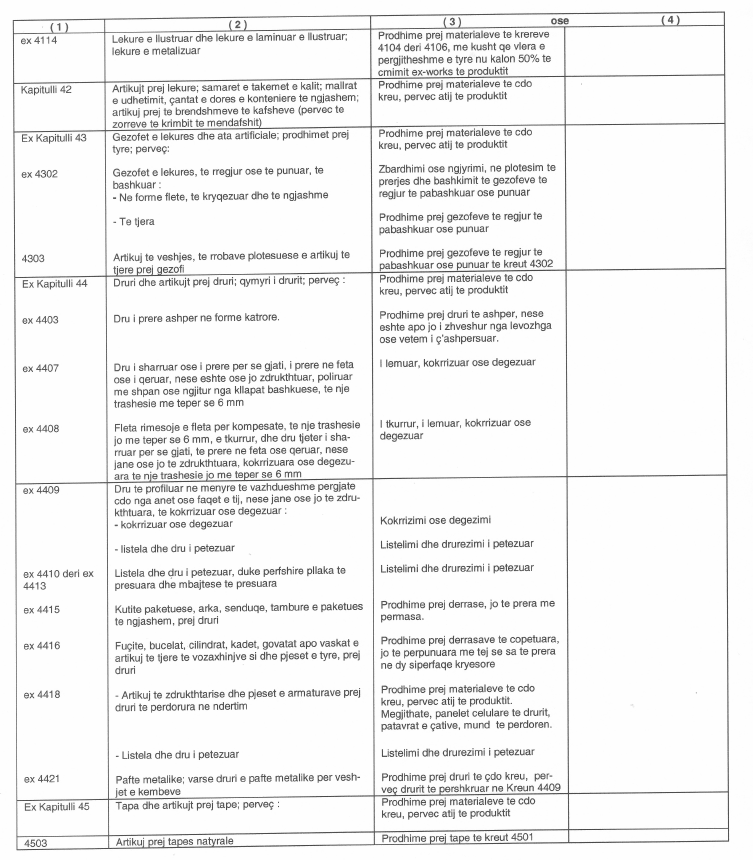 ( 1 ) ( 2 ) ( 3 ) ose ( 4 )
ex 4114
Lekure e llustruar dhe lekure e laminuar e llustruar;
lekure e metalizuar
Prodhime prej materialeve te krereve
4104 deri 4106, me kusht qe vlera e
pergjitheshme e tyre nu kalon 50% te
cmimit ex-works te produktit
Kapitulli 42
Artikujt prej lekure; samaret e takemet e kalit; mallrat
e udhetimit, çantat e dores e konteniere te ngjashem;
artikuj prej te brendshmeve te kafsheve (pervec te
zorreve te krimbit te mendafshit)
Prodhime prej materialeve te cdo
kreu, pervec atij te produktit
Ex Kapitulli 43
Gezofet e lekures dhe ata artificiale; prodhimet prej
tyre; perveç:
Prodhime prej materialeve te cdo
kreu, pervec atij te produktit
ex 4302
Gezofet e lekures, te rregjur ose te punuar, te
bashkuar :
- Ne forme flete, te kryqezuar dhe te ngjashme
Zbardhimi ose ngjyrimi, ne plotesim te
prerjes dhe bashkimit te gezofeve te
regjur te pabashkuar ose punuar
- Te tjera
Prodhime prej gezofeve te regjur te
pabashkuar ose punuar
4303
Artikuj te veshjes, te rrobave plotesuese e artikuj te
tjere prej gezofi
Prodhime prej gezofeve te regjur te
pabashkuar ose punuar te kreut 4302
Ex Kapitulli 44
Druri dhe artikujt prej druri; qymyri i drurit; perveç :
Prodhime prej materialeve te cdo
kreu, pervec atij te produktit
ex 4403
Dru i prere ashper ne forme katrore.
Prodhime prej druri te ashper, nese
eshte apo jo i zhveshur nga levozhga
ose vetem i ç'ashpersuar.
ex 4407
Dru i sharruar ose i prere per se gjati, i prere ne feta
ose i qeruar, nese eshte ose jo zdrukthtuar, poliruar
me shpan ose ngjitur nga kllapat bashkuese, te nje
trashesie me teper se 6 mm
I lemuar, kokrrizuar ose degezuar
ex 4408
Fleta rimesoje e fleta per kompesate, te nje trashesie
jo me teper se 6 mm, e tkurrur, dhe dru tjeter i sha-
rruar per se gjati, te prere ne feta ose qeruar, nese
jane ose jo te zdrukthtuara, kokrrizuara ose degezu-
ara te nje trashesie jo me teper se 6 mm
I tkurrur, i lemuar, kokrrizuar ose
degezuar
ex 4409
Dru te profiluar ne menyre te vazhdueshme pergjate
cdo nga anet ose faqet e tij, nese jane ose jo te zdru-
kthtuar, te kokrrizuar ose degezuar :
- kokrrizuar ose degezuar
Kokrrizimi ose degezimi
- listela dhe dru i petezuar
Listelimi dhe drurezimi i petezuar
ex 4410 deri ex
4413
Listela dhe dru i petezuar, duke perfshire pllaka te
presuara dhe mbajtese te presuara
Listelimi dhe drurezimi i petezuar
ex 4415
Kutite paketuese, arka, senduqe, tambure e paketues
te ngjashem, prej druri
Prodhime prej derrase, jo te prera me
permasa.
ex 4416
Fuçite, bucelat, cilindrat, kadet, govatat apo vaskat e
artikuj te tjere te vozaxhinjve si dhe pjeset e tyre, prej
druri
Prodhime prej derrasave te copetuara,
jo te perpunuara me tej se sa te prera
ne dy siperfaqe kryesore
ex 4418
- Artikuj te zdrukthtarise dhe pjeset e armaturave prej
druri te perdorura ne ndertim
Prodhime prej materialeve te cdo
kreu, pervec atij te produktit.
Megjithate, panelet celulare te drurit,
patavrat e çative, mund te perdoren.
- Listela dhe dru i petezuar
Listelimi dhe drurezimi i petezuar
ex 4421
Pafte metalike; varse druri e pafte metalike per vesh-
jet e kembeve
Prodhime prej druri te çdo kreu, per-
veç drurit te pershkruar ne Kreun 4409
Ex Kapitulli 45
Tapa dhe artikujt prej tape; perveç :
Prodhime prej materialeve te cdo
kreu, pervec atij te produktit
4503
Artikuj prej tapes natyrale
Prodhime prej tape te kreut 4501